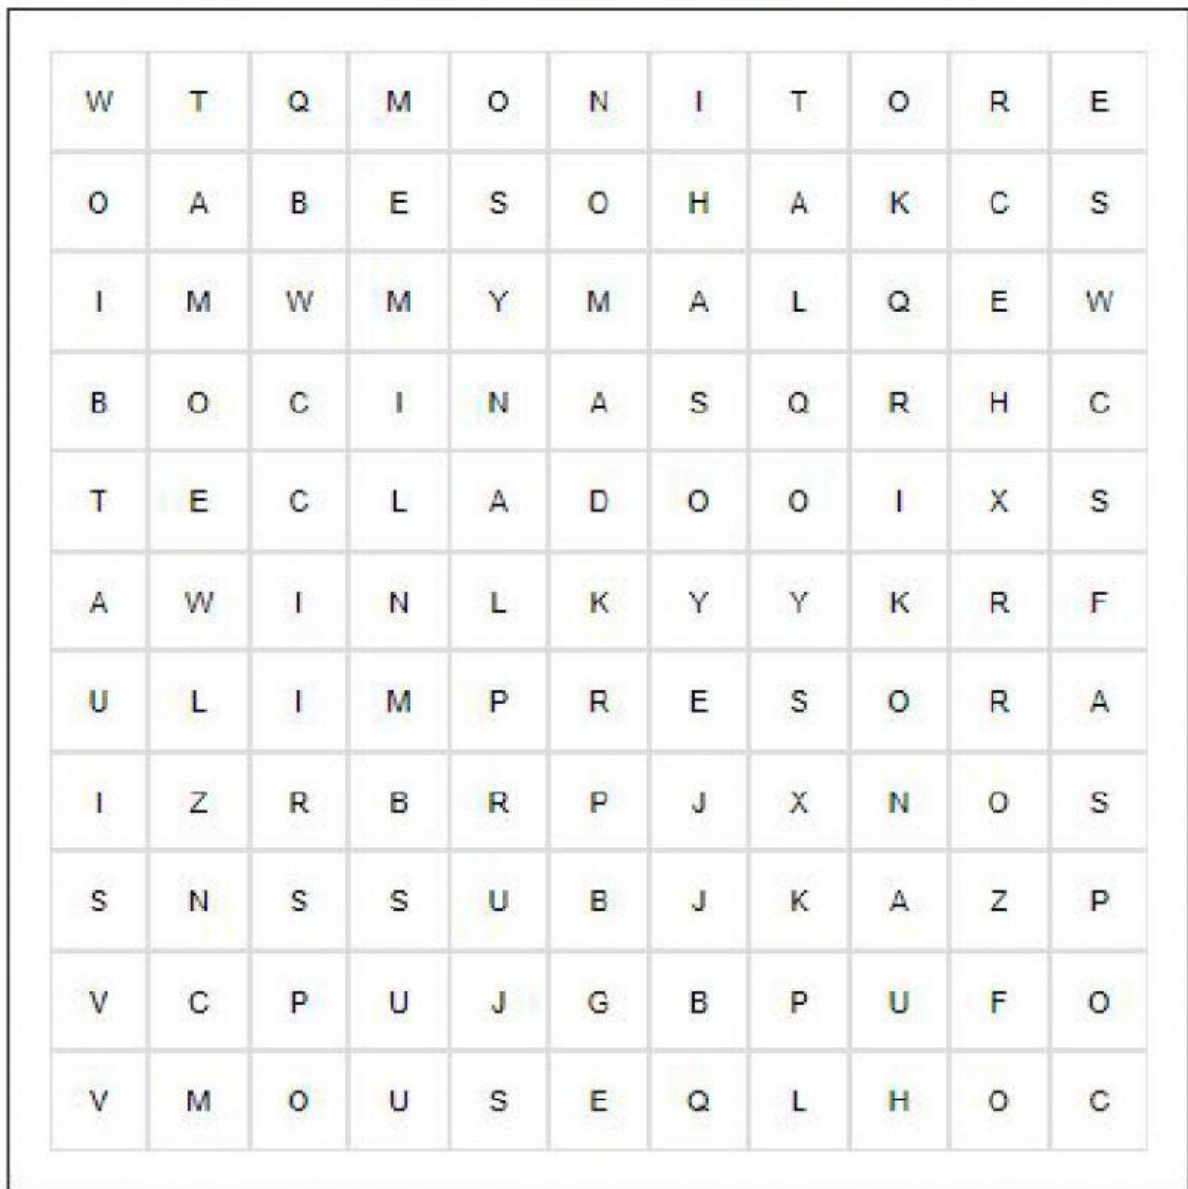 W T Q M O N I T O R E
O A B E S O H A K C S
I M W M Y M A L Q E W
B O C I N A S Q R H C
T E C L A D O O I X S
A W I N L K Y Y K R F
U L I M P R E S O R A
I Z R B R P J X N O S
S N S S U B J K A Z P
V C P U J G B P U F O
V M O U S E Q L H O C